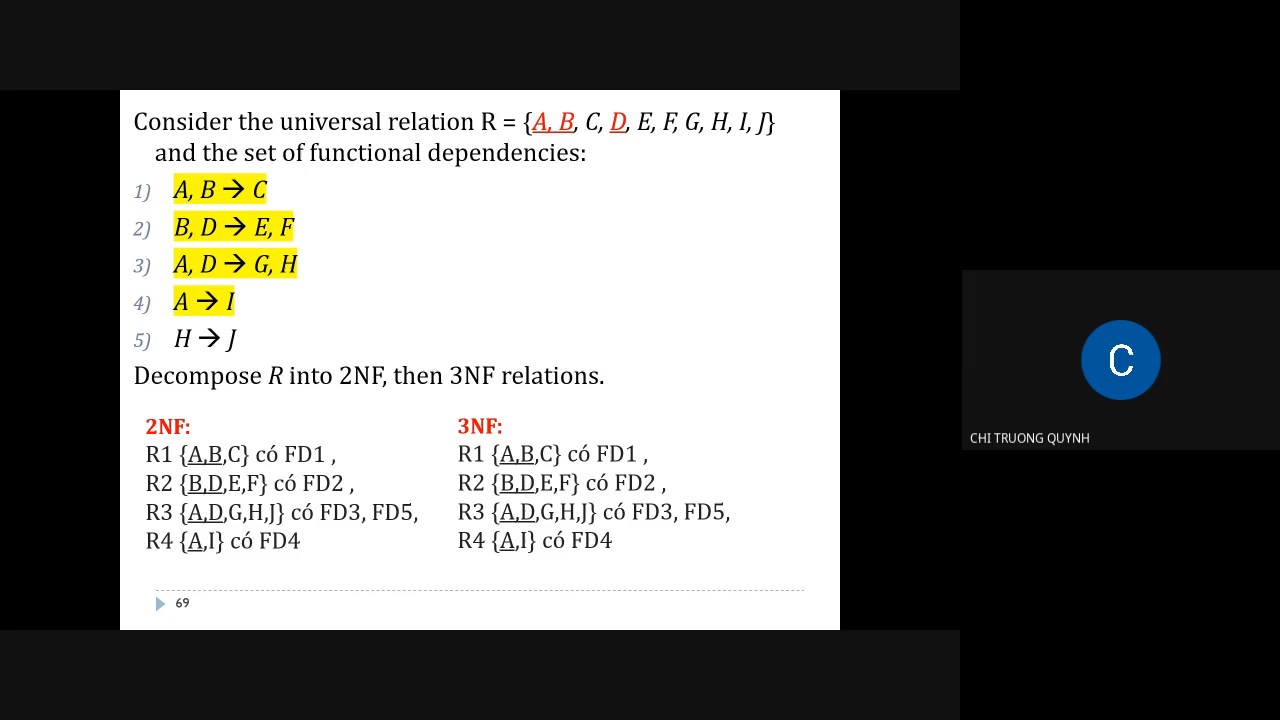 Consider the universal relation R = {A, B, C, D, E, F, G, H, I, J}
and the set of functional dependencies:
1) A, B → C
2) B, D → E, F
3) A, D → G, H
4) A → I
5) H → J
Decompose R into 2NF, then 3NF relations.
2NF:
R1 {A,B,C} có FD1 ,
R2 {B,D,E,F} có FD2 ,
R3 {A,D,G,H,J} có FD3, FD5,
R4 {A,I} có FD4
3NF:
R1 {A,B,C} có FD1 ,
R2 {B,D,E,F} có FD2 ,
R3 {A,D,G,H,J} có FD3, FD5,
R4 {A,I} có FD4
69
C
CHI TRUONG QUYNH